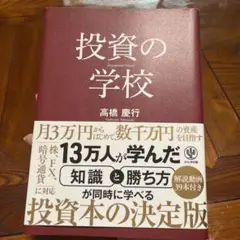 投資の
学校
高橋 慶行
月3万円からはじめて、数千万円の資産を目指す
株、FX、暗号通貨に対応
13万人が学んだ
知識と勝ち方
が同時に学べる
解説動画
39本付き
投資本の決定版